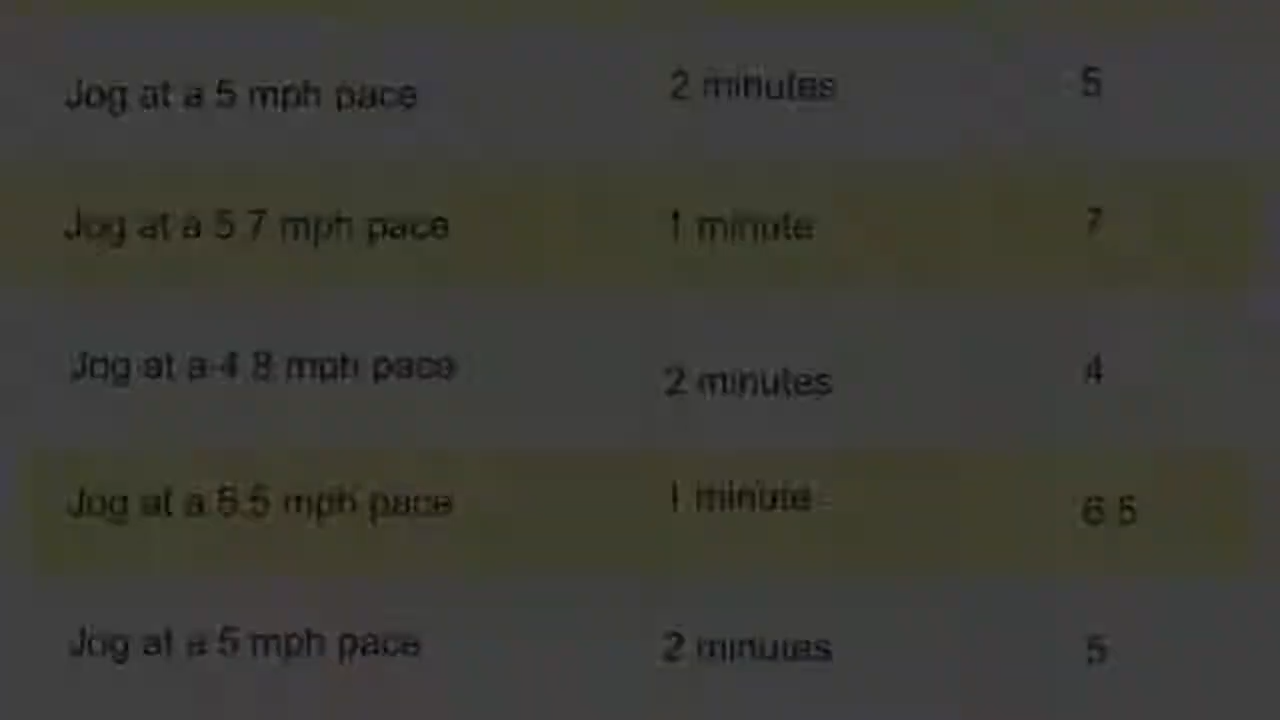 Jog at a 5 mph pace 2 minutes 5
Jog at a 5.7 mph pace 1 minute 7
Jog at a 4.8 mph pace 2 minutes 4
Jog at a 5.5 mph pace 1 minute 6.5
Jog at a 5 mph pace 2 minutes 5